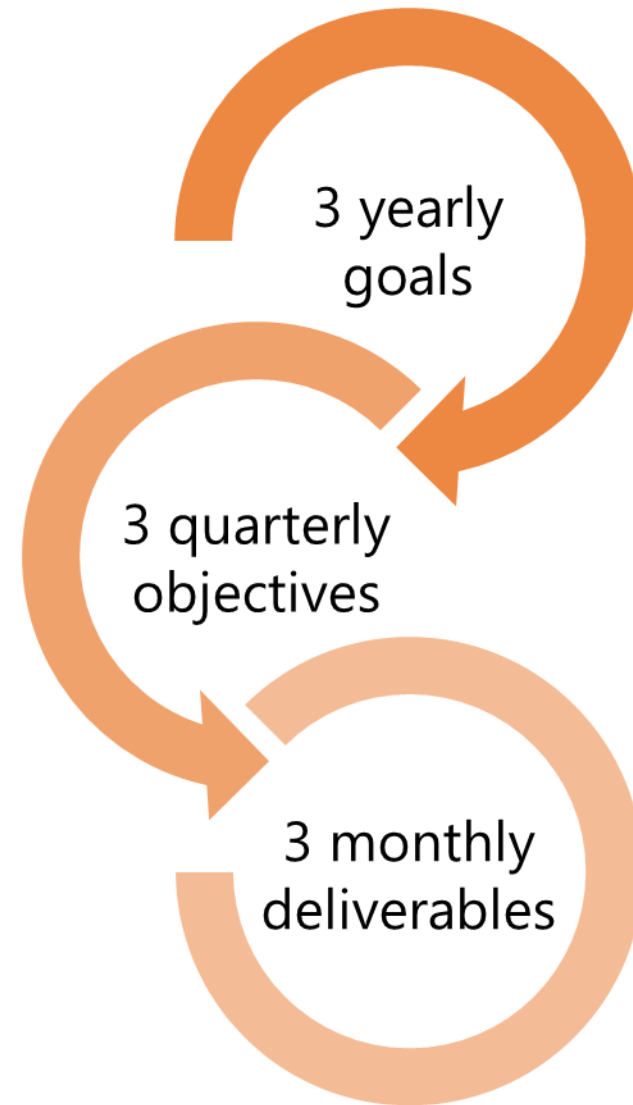 3 yearly
goals
3 quarterly
objectives
3 monthly
deliverables